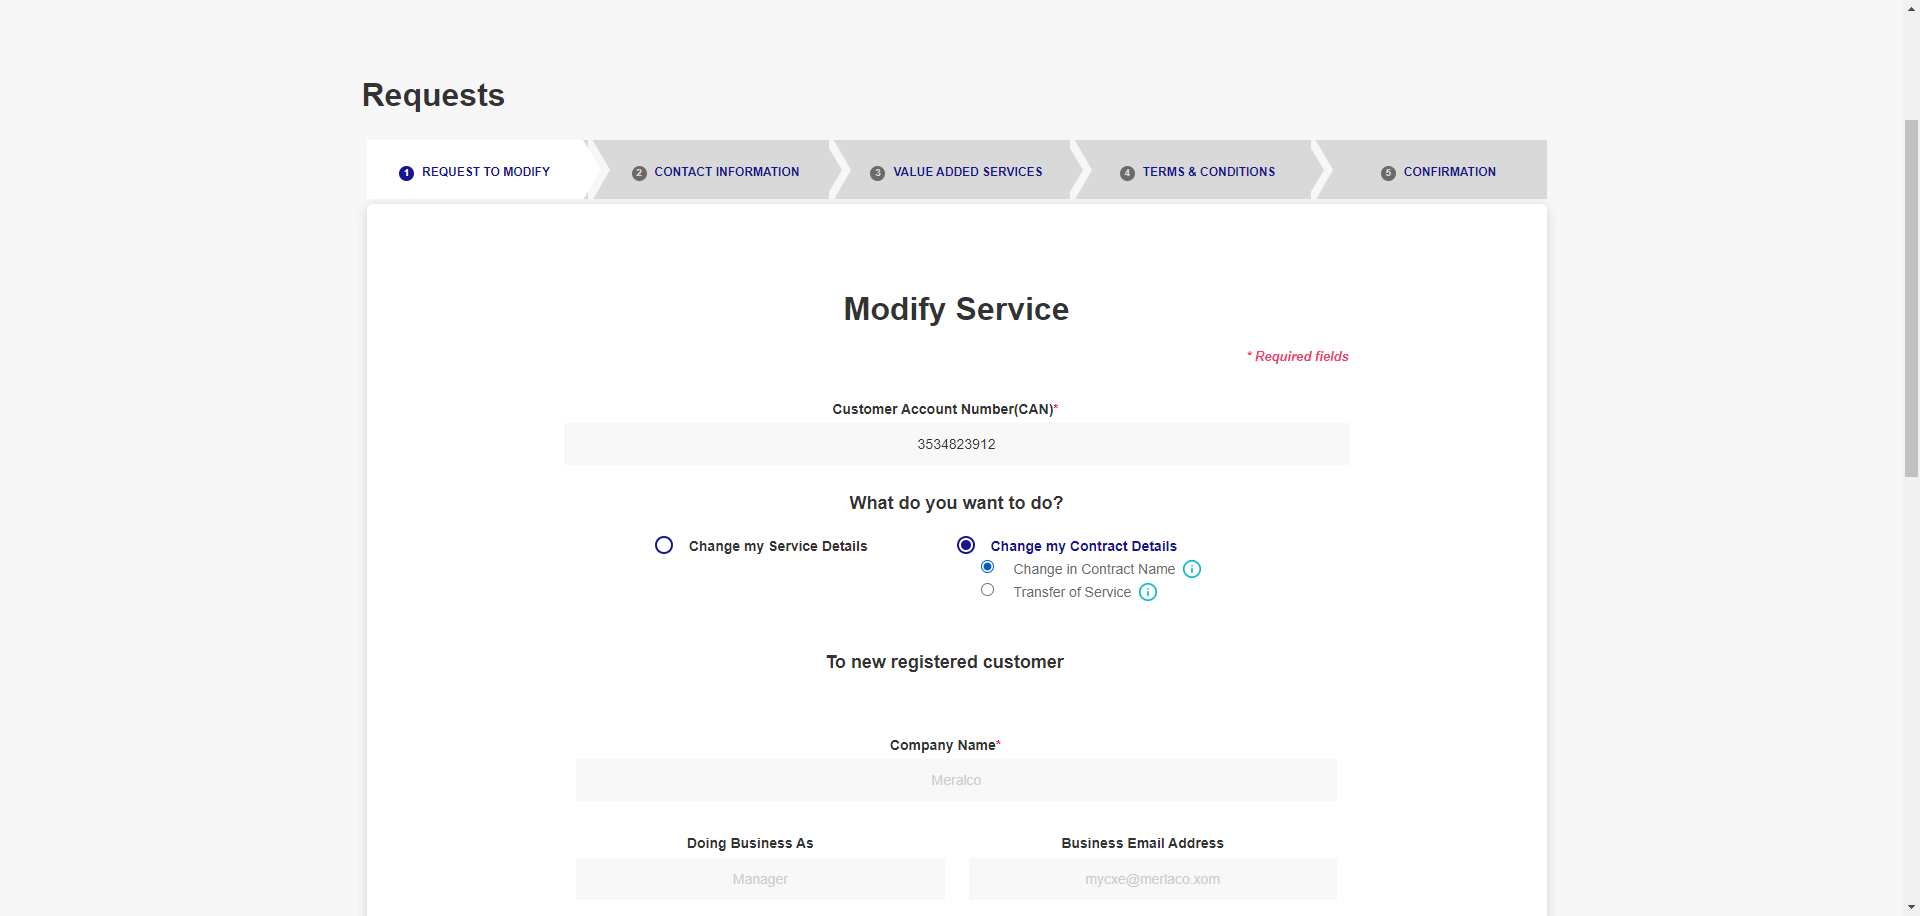 Requests
1 REQUEST TO MODIFY
2 CONTACT INFORMATION
3 VALUE ADDED SERVICES
4 TERMS & CONDITIONS
5 CONFIRMATION
Modify Service
* Required fields
Customer Account Number(CAN)*
3534823912
What do you want to do?
Change my Service Details
Change my Contract Details
Change in Contract Name
Transfer of Service
To new registered customer
Company Name*
Meralco
Doing Business As
Business Email Address
Manager
mycxe@merlaco.xom